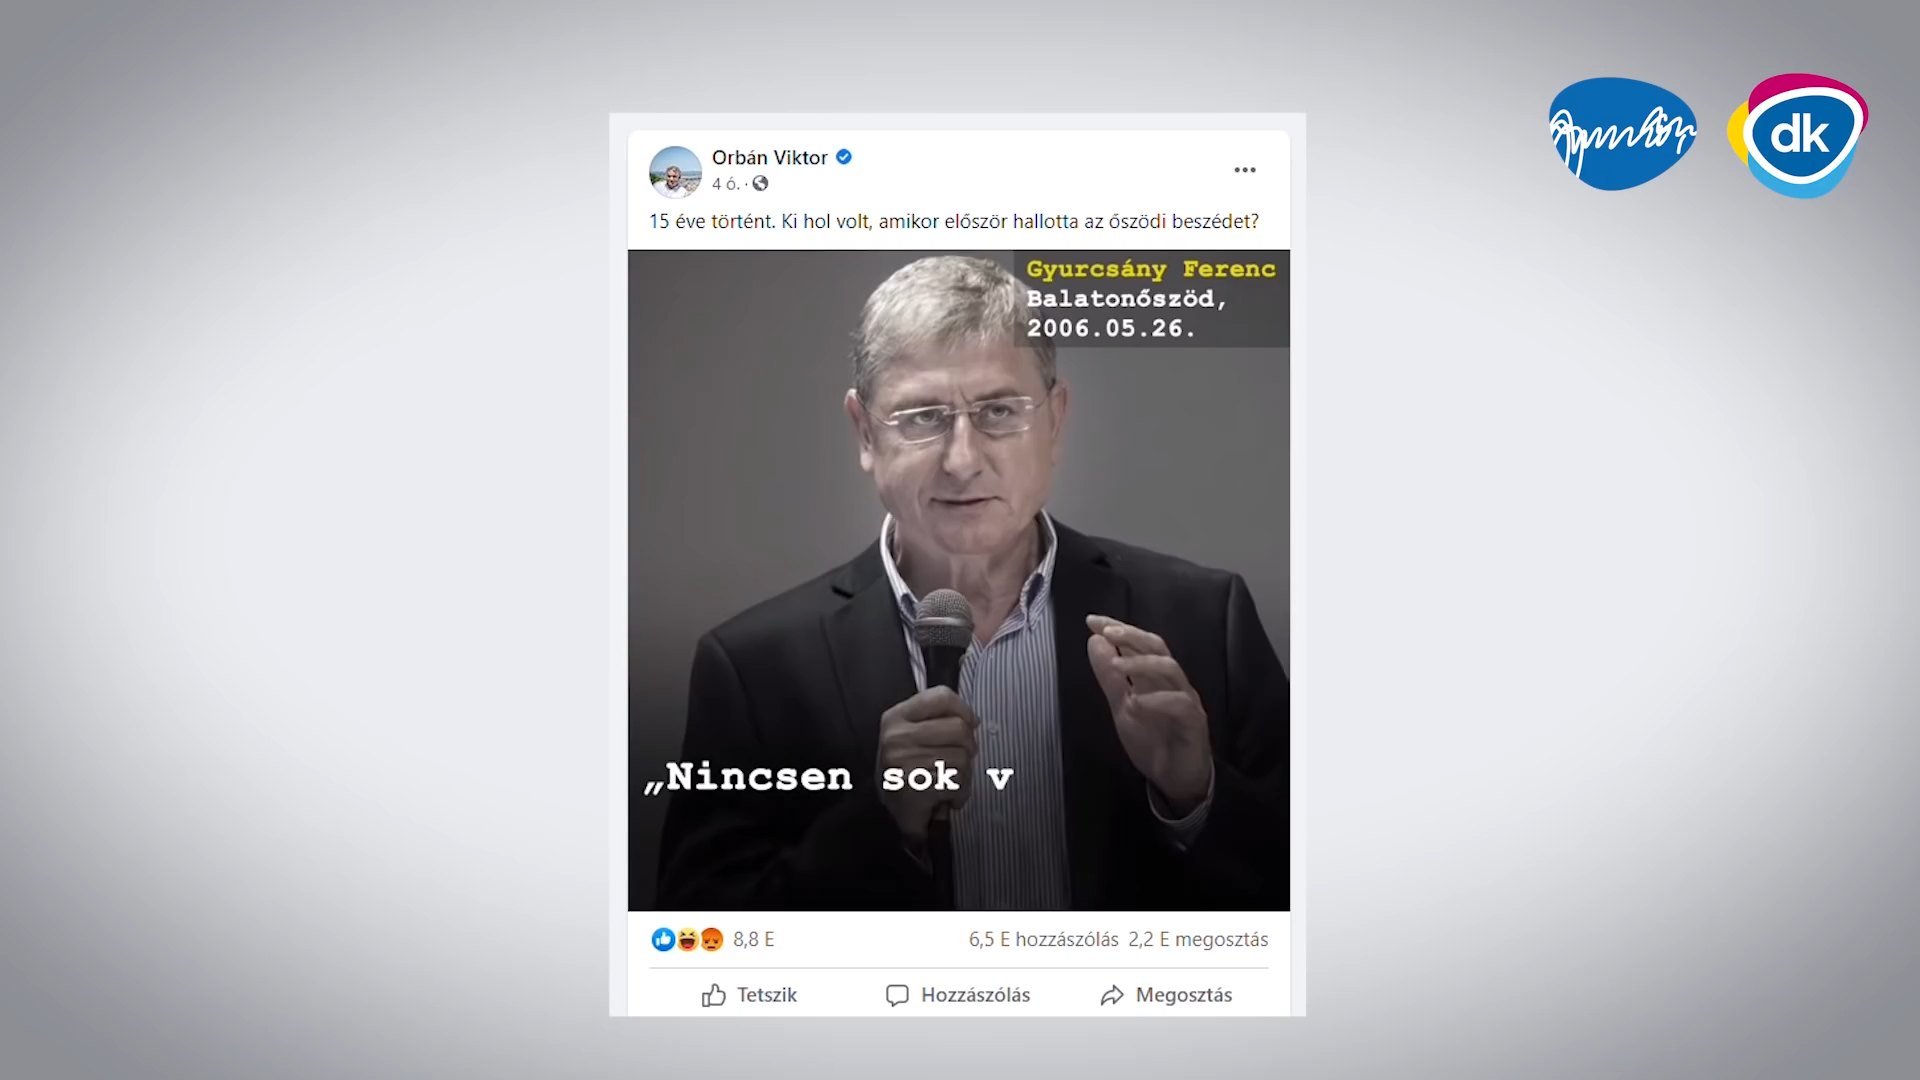 dk
Orbán Viktor
4 ó. ·
15 éve történt. Ki hol volt, amikor először hallotta az őszödi beszédet?
Gyurcsány Ferenc
Balatonőszöd,
2006.05.26.
„Nincsen sok v
8,8 E
6,5 E hozzászólás 2,2 E megosztás
Tetszik
Hozzászólás
Megosztás